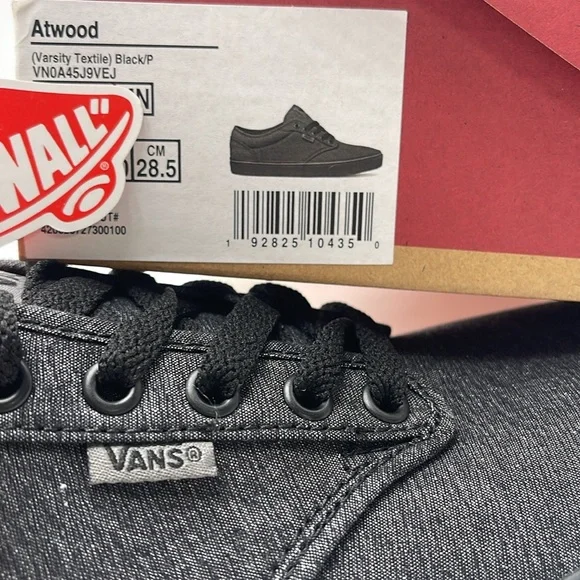 Atwood
(Varsity Textile) Black/P
VN0A45J9VEJ
WALL"
CM
28.5
1 92825 10435 0
VANS®